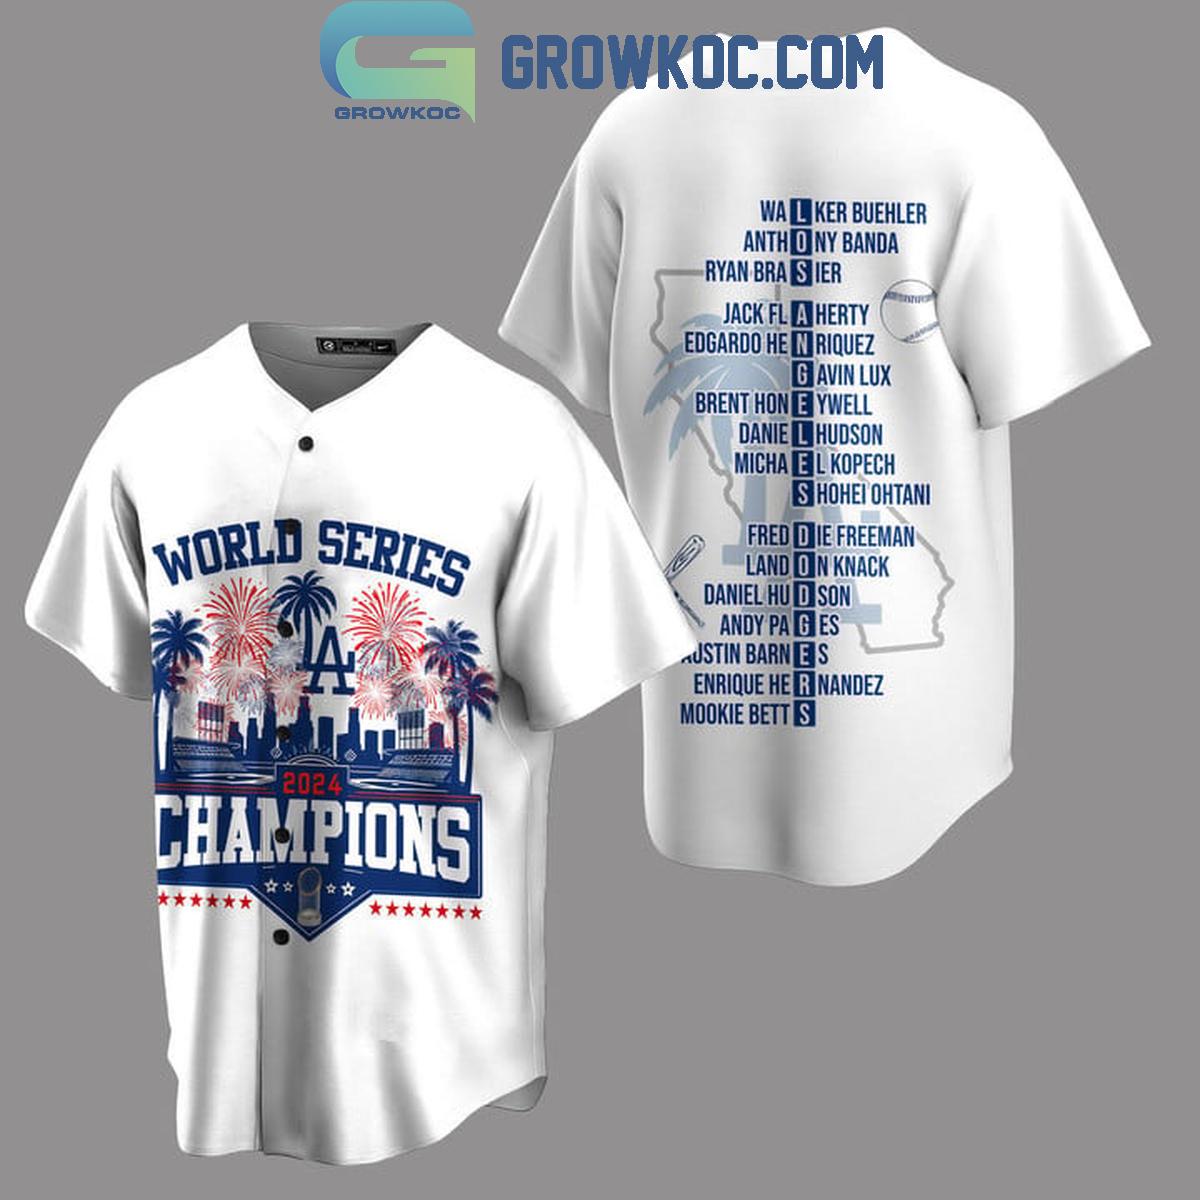 GROWKOC.COM
GROWKOC
WORLD SERIES
LA
2024
CHAMPIONS
WALKER BUEHLER
ANTHONY BANDA
RYAN BRASIER
JACK FLAHERTY
EDGARDO HENRIQUEZ
GAVIN LUX
BRENT HONEYWELL
DANIEL HUDSON
MICHAEL KOPECH
SHOHEI OHTANI
FREDDIE FREEMAN
LANDON KNACK
DANIEL HUDSON
ANDY PAGES
AUSTIN BARNES
ENRIQUE HERNANDEZ
MOOKIE BETTS
LA